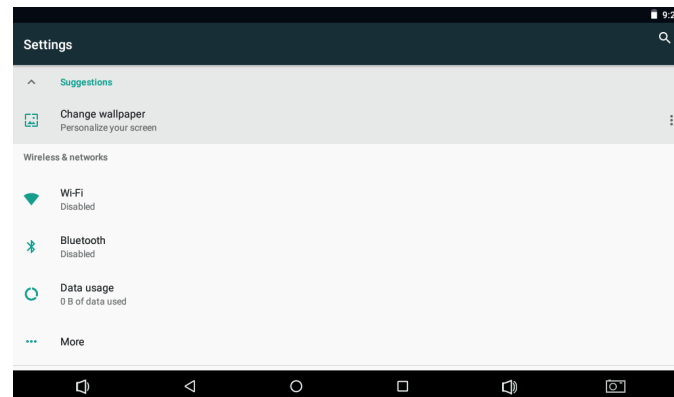 Settings
Suggestions
Change wallpaper
Personalize your screen
Wireless & networks
Wi-Fi
Disabled
Bluetooth
Disabled
Data usage
0 B of data used
More